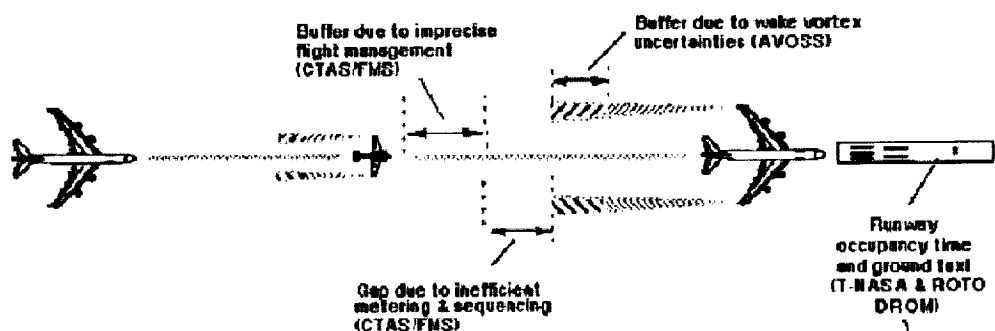 Buffer due to imprecise
flight management
(CTAS/FMS)
Buffer due to wake vortex
uncertainties (AVOSS)
Gap due to inefficient
metering & sequencing
(CTAS/FMS)
Runway
occupancy time
and ground taxi
(T-NASA & ROTO
DROM)